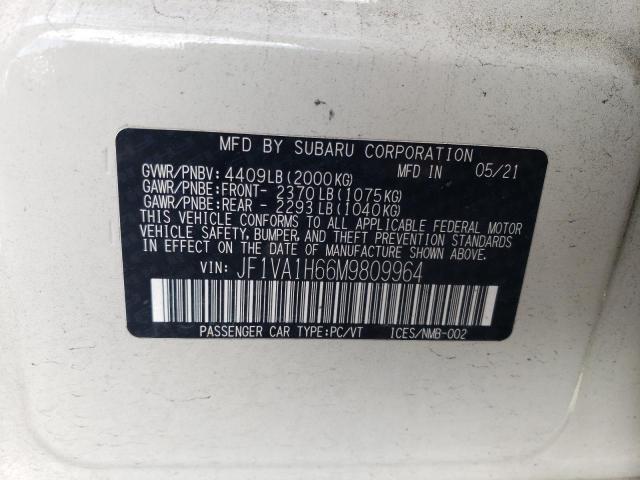 MFD BY SUBARU CORPORATION
GVWR/PNBV: 4409LB(2000KG) MFD IN 05/21
GAWR/PNBE:FRONT- 2370LB(1075KG)
GAWR/PNBE:REAR - 2293LB(1040KG)
THIS VEHICLE CONFORMS TO ALL APPLICABLE FEDERAL MOTOR
VEHICLE SAFETY, BUMPER, AND THEFT PREVENTION STANDARDS
IN EFFECT ON THE DATE OF MANUFACTURE SHOWN ABOVE.
VIN: JF1VA1H66M9809964
PASSENGER CAR TYPE:PC/VT ICES/NMB-002